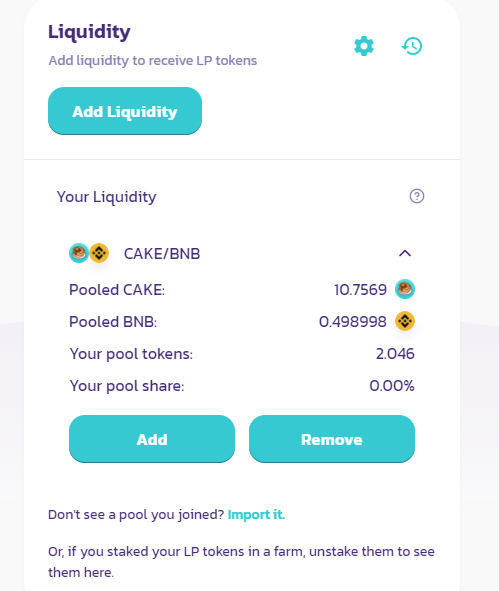 Liquidity
Add liquidity to receive LP tokens
Add Liquidity
Your Liquidity
CAKE/BNB
Pooled CAKE: 10.7569
Pooled BNB: 0.498998
Your pool tokens: 2.046
Your pool share: 0.00%
Add Remove
Don't see a pool you joined? Import it.
Or, if you staked your LP tokens in a farm, unstake them to see
them here.